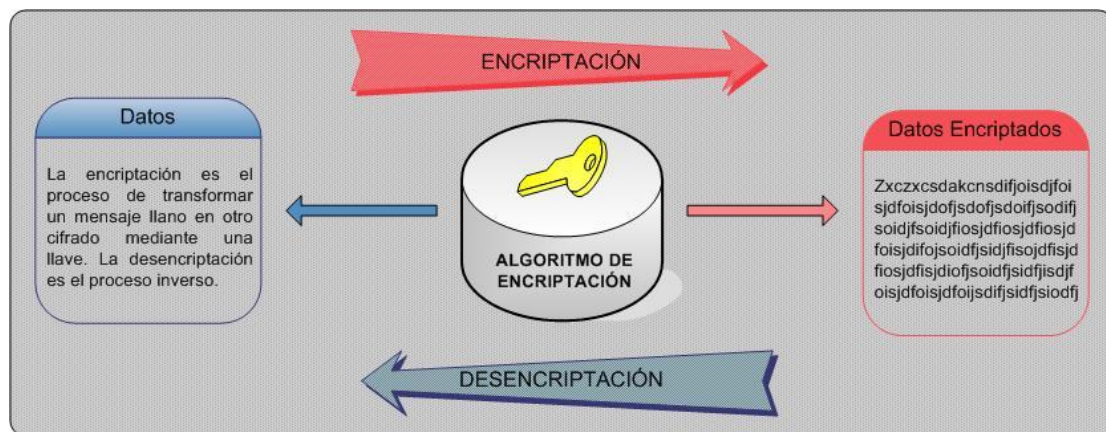 ENCRIPTACIÓN
Datos
La encriptación es el
proceso de transformar
un mensaje llano en otro
cifrado mediante una
llave. La desencriptación
es el proceso inverso.
ALGORITMO DE
ENCRIPTACIÓN
Datos Encriptados
Zxczxcsdakcnsdifjoisdjfoi
sjdfoisjdofjsdofjsdoifjsodifj
soidjfsoidjfiosjdfiosjdfiosjd
foisjdifojsoidfjsidjfisojdfisjd
fiosjdfisjdiofjsoidfjsidfjisdjf
oisjdfoisjdfoijsdifjsidfjsiodfj
DESENCRIPTACIÓN